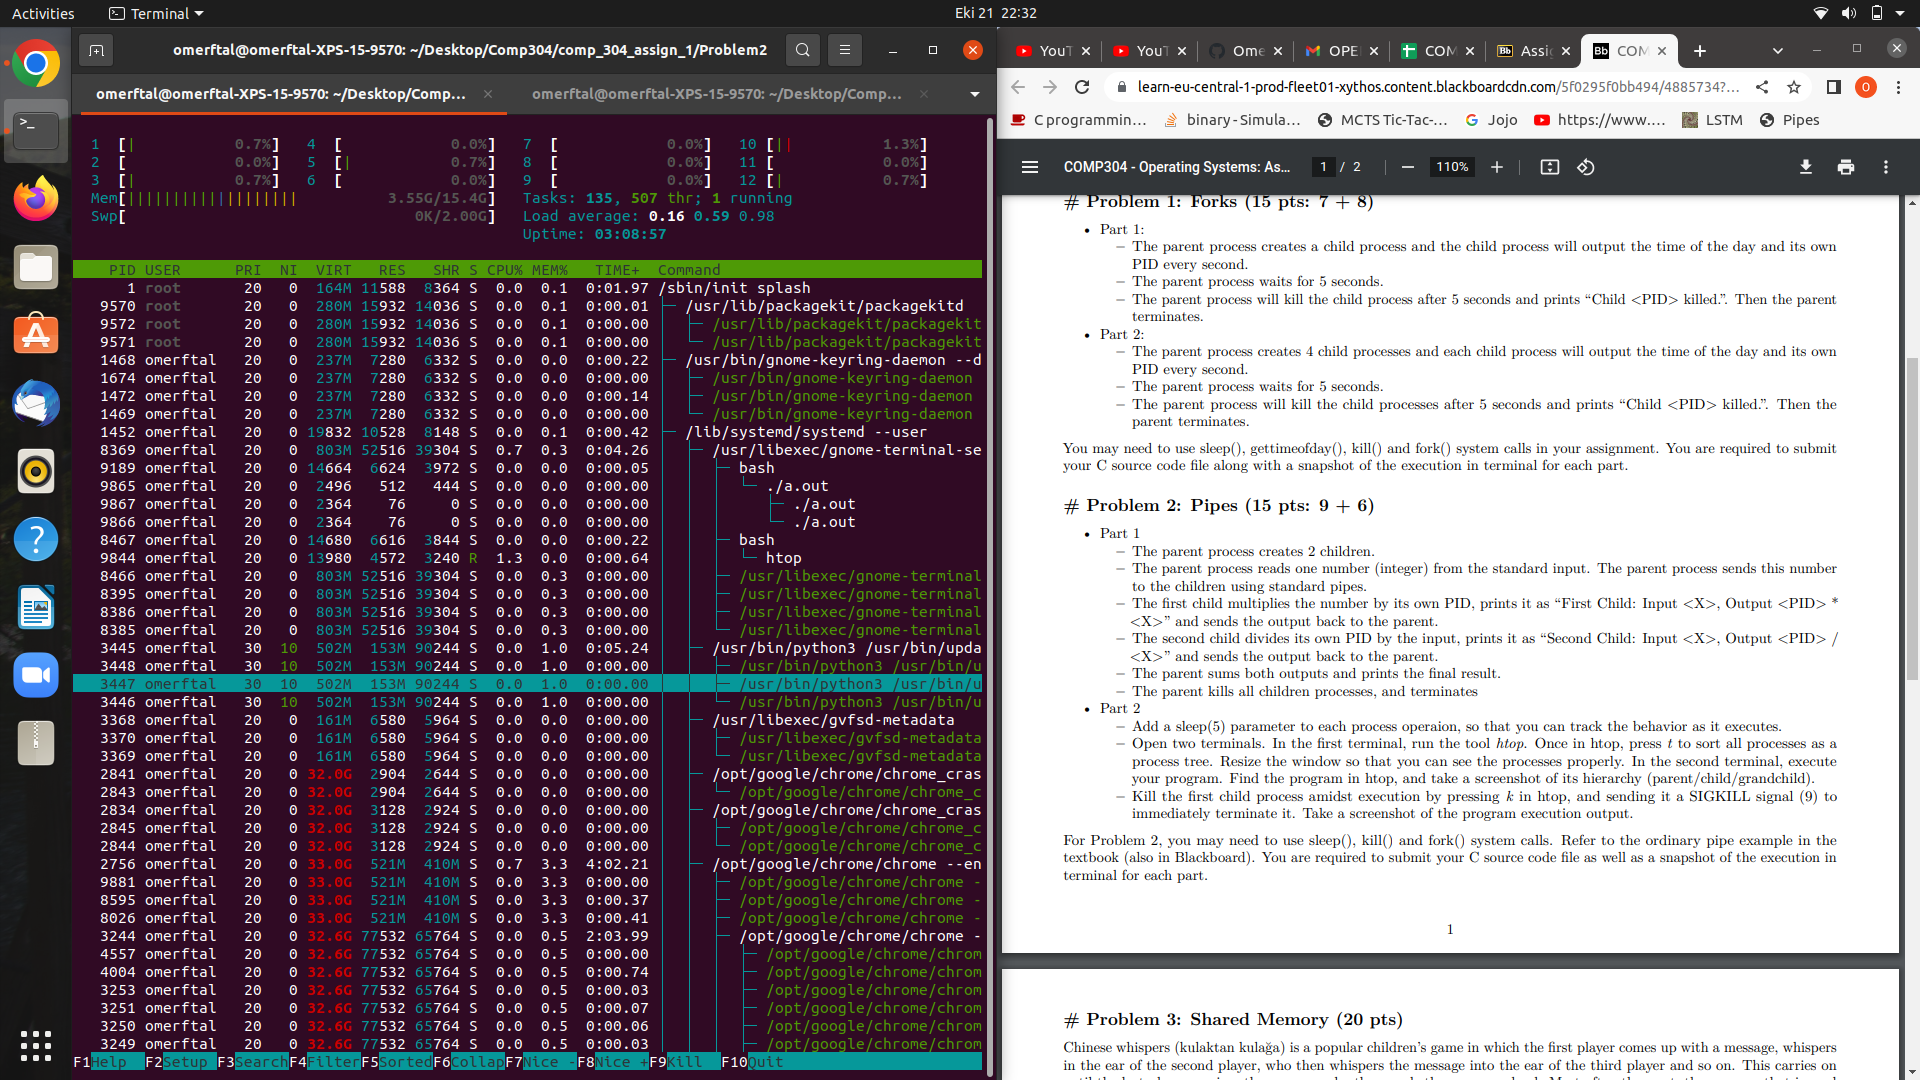 Activities
Terminal
Eki 21 22:32
omerftal@omerftal-XPS-15-9570: ~/Desktop/Comp304/comp_304_assign_1/Problem2
omerftal@omerftal-XPS-15-9570: ~/Desktop/Comp...
omerftal@omerftal-XPS-15-9570: ~/Desktop/Comp...
1 [| 0.7%] 4 [ 0.0%] 7 [ 0.0%] 10 [|| 1.3%]
2 [ 0.0%] 5 [| 0.7%] 8 [ 0.0%] 11 [ 0.0%]
3 [| 0.7%] 6 [ 0.0%] 9 [ 0.0%] 12 [| 0.7%]
Mem[||||||||||||||||||| 3.55G/15.4G] Tasks: 135, 507 thr; 1 running
Swp[ 0K/2.00G] Load average: 0.16 0.59 0.98
Uptime: 03:08:57
PID USER PRI NI VIRT RES SHR S CPU% MEM% TIME+ Command
1 root 20 0 164M 11588 8364 S 0.0 0.1 0:01.97 /sbin/init splash
9570 root 20 0 280M 15932 14036 S 0.0 0.1 0:00.01 /usr/lib/packagekit/packagekitd
9572 root 20 0 280M 15932 14036 S 0.0 0.1 0:00.00 /usr/lib/packagekit/packagekit
9571 root 20 0 280M 15932 14036 S 0.0 0.1 0:00.00 /usr/lib/packagekit/packagekit
1468 omerftal 20 0 237M 7280 6332 S 0.0 0.0 0:00.22 /usr/bin/gnome-keyring-daemon --d
1674 omerftal 20 0 237M 7280 6332 S 0.0 0.0 0:00.00 /usr/bin/gnome-keyring-daemon
1472 omerftal 20 0 237M 7280 6332 S 0.0 0.0 0:00.14 /usr/bin/gnome-keyring-daemon
1469 omerftal 20 0 237M 7280 6332 S 0.0 0.0 0:00.00 /usr/bin/gnome-keyring-daemon
1452 omerftal 20 0 19832 10528 8148 S 0.0 0.1 0:00.42 /lib/systemd/systemd --user
8369 omerftal 20 0 803M 52516 39304 S 0.7 0.3 0:04.26 /usr/libexec/gnome-terminal-se
9189 omerftal 20 0 14664 6624 3972 S 0.0 0.0 0:00.05 bash
9865 omerftal 20 0 2496 512 444 S 0.0 0.0 0:00.00 ./a.out
9867 omerftal 20 0 2364 76 0 S 0.0 0.0 0:00.00 ./a.out
9866 omerftal 20 0 2364 76 0 S 0.0 0.0 0:00.00 ./a.out
8467 omerftal 20 0 14680 6616 3844 S 0.0 0.0 0:00.22 bash
9844 omerftal 20 0 13980 4572 3240 R 1.3 0.0 0:00.64 htop
8466 omerftal 20 0 803M 52516 39304 S 0.0 0.3 0:00.00 /usr/libexec/gnome-terminal
8395 omerftal 20 0 803M 52516 39304 S 0.0 0.3 0:00.00 /usr/libexec/gnome-terminal
8386 omerftal 20 0 803M 52516 39304 S 0.0 0.3 0:00.00 /usr/libexec/gnome-terminal
8385 omerftal 20 0 803M 52516 39304 S 0.0 0.3 0:00.00 /usr/libexec/gnome-terminal
3445 omerftal 30 10 502M 153M 90244 S 0.0 1.0 0:05.24 /usr/bin/python3 /usr/bin/upda
3448 omerftal 30 10 502M 153M 90244 S 0.0 1.0 0:00.00 /usr/bin/python3 /usr/bin/u
3447 omerftal 30 10 502M 153M 90244 S 0.0 1.0 0:00.00 /usr/bin/python3 /usr/bin/u
3446 omerftal 30 10 502M 153M 90244 S 0.0 1.0 0:00.00 /usr/bin/python3 /usr/bin/u
3368 omerftal 20 0 161M 6580 5964 S 0.0 0.0 0:00.00 /usr/libexec/gvfsd-metadata
3370 omerftal 20 0 161M 6580 5964 S 0.0 0.0 0:00.00 /usr/libexec/gvfsd-metadata
3369 omerftal 20 0 161M 6580 5964 S 0.0 0.0 0:00.00 /usr/libexec/gvfsd-metadata
2841 omerftal 20 0 32.0G 2904 2644 S 0.0 0.0 0:00.00 /opt/google/chrome/chrome_cras
2843 omerftal 20 0 32.0G 2904 2644 S 0.0 0.0 0:00.00 /opt/google/chrome/chrome_c
2834 omerftal 20 0 32.0G 3128 2924 S 0.0 0.0 0:00.00 /opt/google/chrome/chrome_cras
2845 omerftal 20 0 32.0G 3128 2924 S 0.0 0.0 0:00.00 /opt/google/chrome/chrome_c
2844 omerftal 20 0 32.0G 3128 2924 S 0.0 0.0 0:00.00 /opt/google/chrome/chrome_c
2756 omerftal 20 0 33.0G 521M 410M S 0.7 3.3 4:02.21 /opt/google/chrome/chrome --en
9881 omerftal 20 0 33.0G 521M 410M S 0.0 3.3 0:00.00 /opt/google/chrome/chrome -
8595 omerftal 20 0 33.0G 521M 410M S 0.0 3.3 0:00.37 /opt/google/chrome/chrome -
8026 omerftal 20 0 33.0G 521M 410M S 0.0 3.3 0:00.41 /opt/google/chrome/chrome -
3244 omerftal 20 0 32.6G 77532 65764 S 0.0 0.5 2:03.99 /opt/google/chrome/chrome -
4557 omerftal 20 0 32.6G 77532 65764 S 0.0 0.5 0:00.00 /opt/google/chrome/chrom
4004 omerftal 20 0 32.6G 77532 65764 S 0.0 0.5 0:00.74 /opt/google/chrome/chrom
3253 omerftal 20 0 32.6G 77532 65764 S 0.0 0.5 0:00.03 /opt/google/chrome/chrom
3251 omerftal 20 0 32.6G 77532 65764 S 0.0 0.5 0:00.07 /opt/google/chrome/chrom
3250 omerftal 20 0 32.6G 77532 65764 S 0.0 0.5 0:00.06 /opt/google/chrome/chrom
3249 omerftal 20 0 32.6G 77532 65764 S 0.0 0.5 0:00.03 /opt/google/chrome/chrom
F1Help F2Setup F3SearchF4FilterF5SortedF6CollapF7Nice -F8Nice +F9Kill F10Quit
YouT
YouT
Ome
OPE
COM
Assi
COM
learn-eu-central-1-prod-fleet01-xythos.content.blackboardcdn.com/5f0295f0bb494/4885734?...
O
C programmin...
binary - Simula...
MCTS Tic-Tac-...
Jojo
https://www....
LSTM
Pipes
COMP304 - Operating Systems: As...
1 / 2
110%
# Problem 1: Forks (15 pts: 7 + 8)
• Part 1:
– The parent process creates a child process and the child process will output the time of the day and its own
PID every second.
– The parent process waits for 5 seconds.
– The parent process will kill the child process after 5 seconds and prints “Child <PID> killed.”. Then the parent
terminates.
• Part 2:
– The parent process creates 4 child processes and each child process will output the time of the day and its own
PID every second.
– The parent process waits for 5 seconds.
– The parent process will kill the child processes after 5 seconds and prints “Child <PID> killed.”. Then the
parent terminates.
You may need to use sleep(), gettimeofday(), kill() and fork() system calls in your assignment. You are required to submit
your C source code file along with a snapshot of the execution in terminal for each part.
# Problem 2: Pipes (15 pts: 9 + 6)
• Part 1
– The parent process creates 2 children.
– The parent process reads one number (integer) from the standard input. The parent process sends this number
to the children using standard pipes.
– The first child multiplies the number by its own PID, prints it as “First Child: Input <X>, Output <PID> *
<X>” and sends the output back to the parent.
– The second child divides its own PID by the input, prints it as “Second Child: Input <X>, Output <PID> /
<X>” and sends the output back to the parent.
– The parent sums both outputs and prints the final result.
– The parent kills all children processes, and terminates
• Part 2
– Add a sleep(5) parameter to each process operaion, so that you can track the behavior as it executes.
– Open two terminals. In the first terminal, run the tool htop. Once in htop, press t to sort all processes as a
process tree. Resize the window so that you can see the processes properly. In the second terminal, execute
your program. Find the program in htop, and take a screenshot of its hierarchy (parent/child/grandchild).
– Kill the first child process amidst execution by pressing k in htop, and sending it a SIGKILL signal (9) to
immediately terminate it. Take a screenshot of the program execution output.
For Problem 2, you may need to use sleep(), kill() and fork() system calls. Refer to the ordinary pipe example in the
textbook (also in Blackboard). You are required to submit your C source code file as well as a snapshot of the execution in
terminal for each part.
1
# Problem 3: Shared Memory (20 pts)
Chinese whispers (kulaktan kulağa) is a popular children’s game in which the first player comes up with a message, whispers
in the ear of the second player, who then whispers the message into the ear of the third player and so on. This carries on